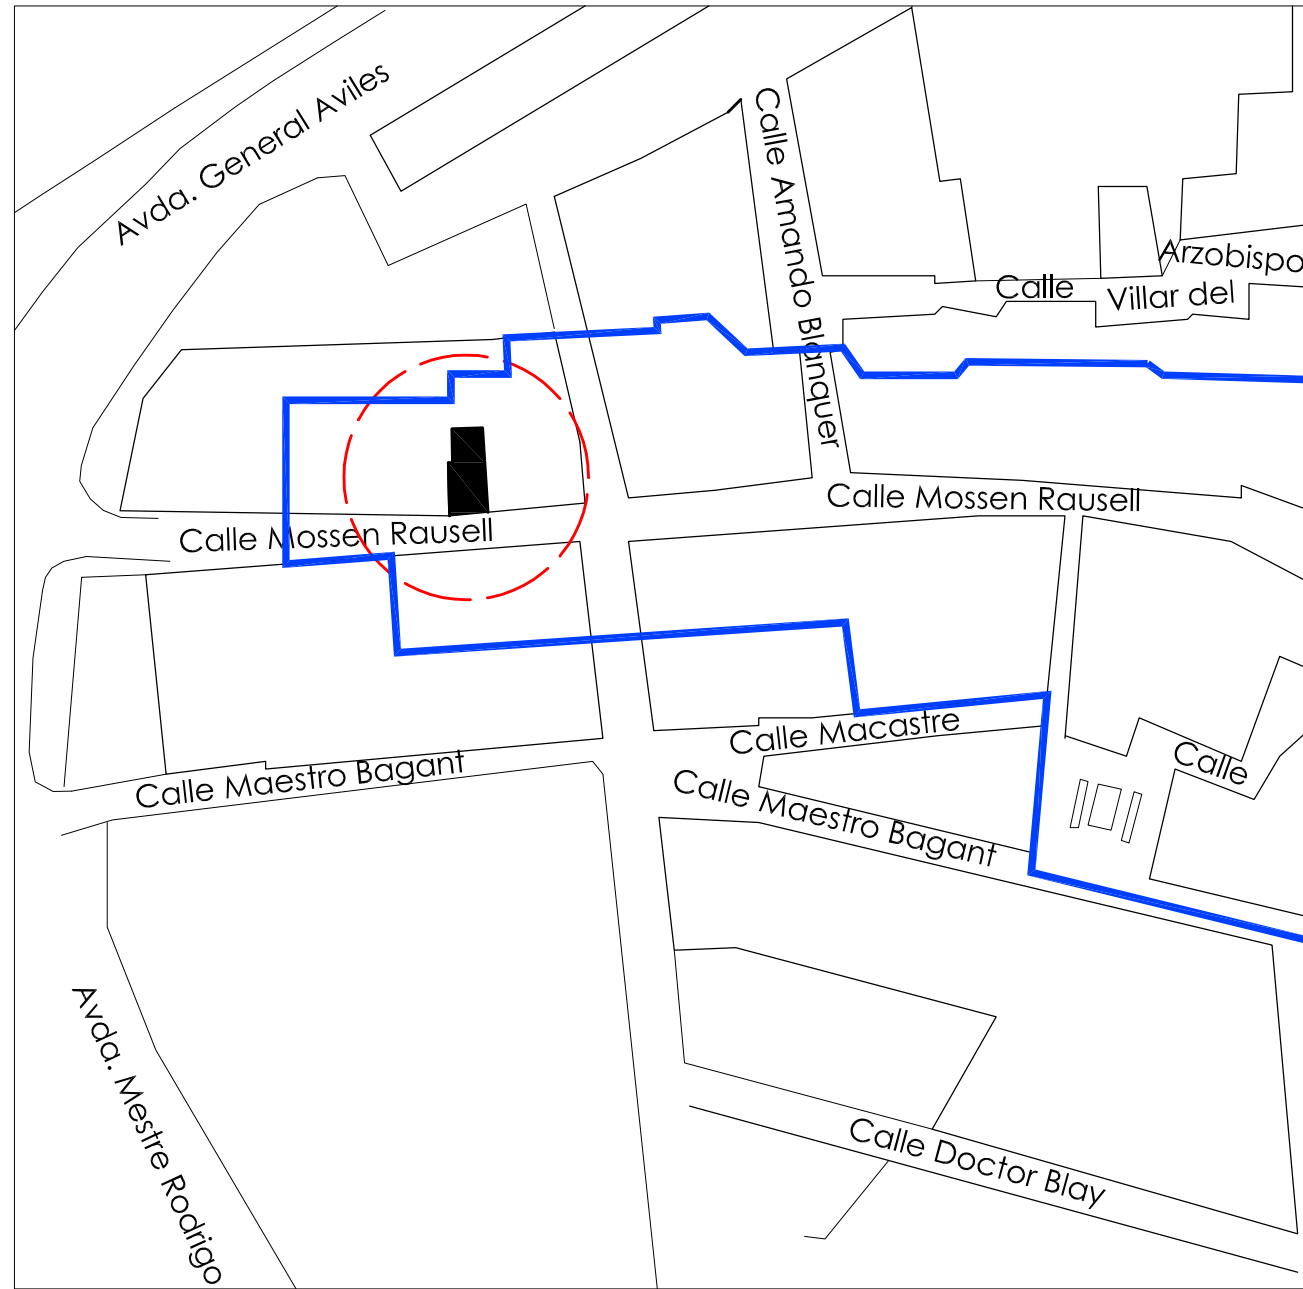 Avda. General Aviles
Calle Amando Blanquer
Arzobispo
Calle
Villar del
Calle Mossen Rausell
Calle Mossen Rausell
Calle Macastre
Calle
Calle Maestro Bagant
Calle Maestro Bagant
Avda. Mestre Rodrigo
Calle Doctor Blay